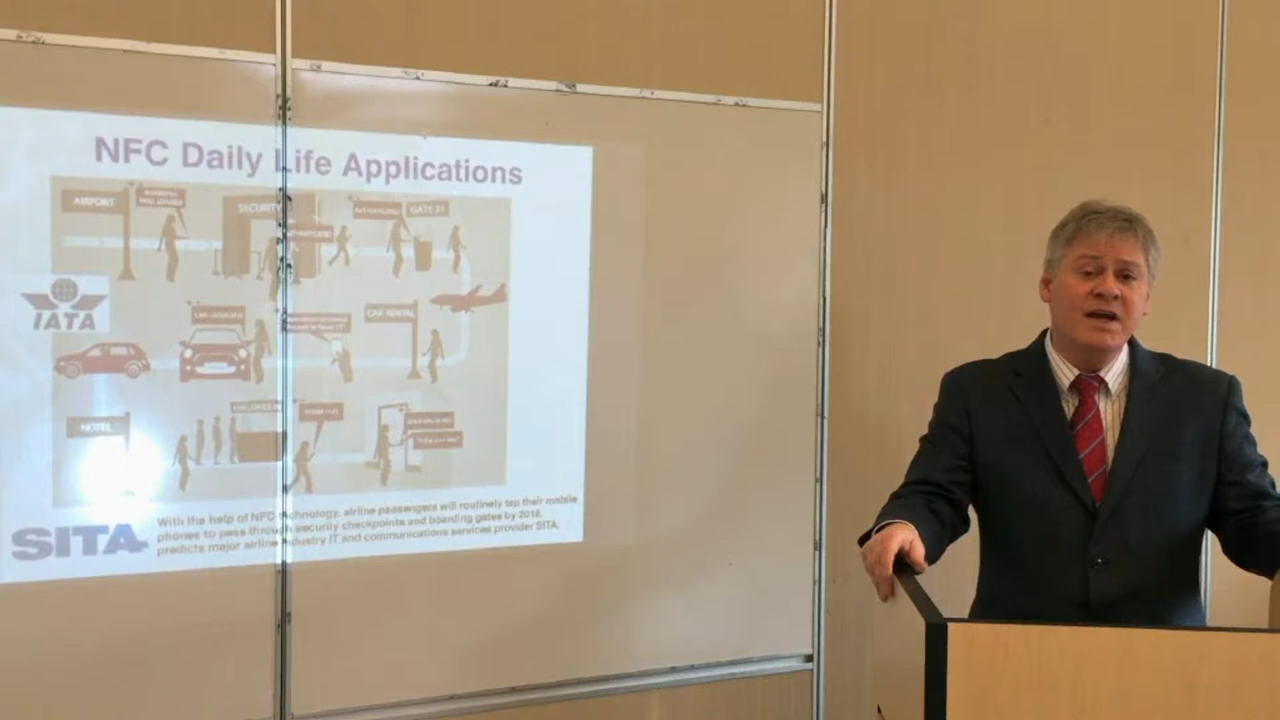 NFC Daily Life Applications
AIRPORT
SECURITY
GATE 21
AUTHENTICATED
IATA
CAR RENTAL
HOTEL
SITA
With the help of NFC technology, airline passengers will routinely tap their mobile
phones to pass through security checkpoints and boarding gates by 2018,
predicts major airline industry IT and communications services provider SITA.